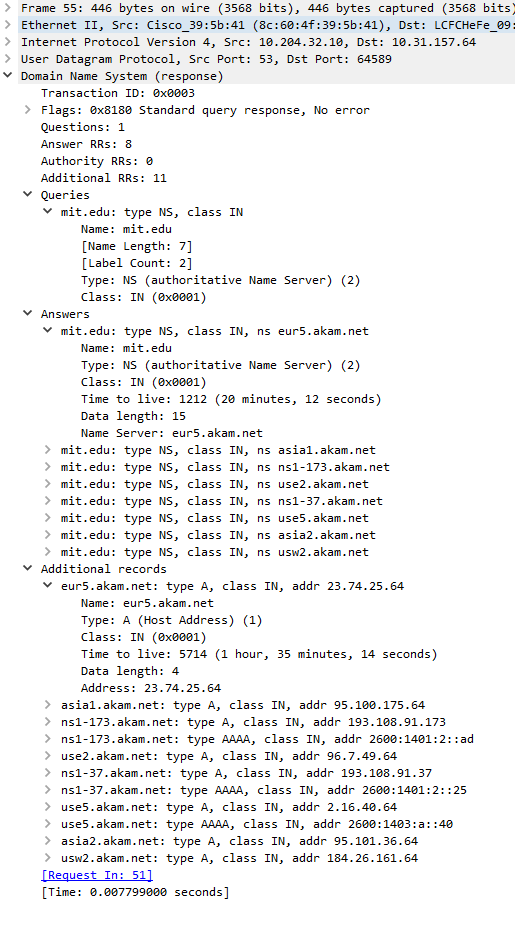 Frame 55: 446 bytes on wire (3568 bits), 446 bytes captured (3568 bits)
Ethernet II, Src: Cisco_39:5b:41 (8c:60:4f:39:5b:41), Dst: LCFCHeFe_09:
Internet Protocol Version 4, Src: 10.204.32.10, Dst: 10.31.157.64
User Datagram Protocol, Src Port: 53, Dst Port: 64589
Domain Name System (response)
Transaction ID: 0x0003
Flags: 0x8180 Standard query response, No error
Questions: 1
Answer RRs: 8
Authority RRs: 0
Additional RRs: 11
Queries
mit.edu: type NS, class IN
Name: mit.edu
[Name Length: 7]
[Label Count: 2]
Type: NS (authoritative Name Server) (2)
Class: IN (0x0001)
Answers
mit.edu: type NS, class IN, ns eur5.akam.net
Name: mit.edu
Type: NS (authoritative Name Server) (2)
Class: IN (0x0001)
Time to live: 1212 (20 minutes, 12 seconds)
Data length: 15
Name Server: eur5.akam.net
mit.edu: type NS, class IN, ns asia1.akam.net
mit.edu: type NS, class IN, ns ns1-173.akam.net
mit.edu: type NS, class IN, ns use2.akam.net
mit.edu: type NS, class IN, ns ns1-37.akam.net
mit.edu: type NS, class IN, ns use5.akam.net
mit.edu: type NS, class IN, ns asia2.akam.net
mit.edu: type NS, class IN, ns usw2.akam.net
Additional records
eur5.akam.net: type A, class IN, addr 23.74.25.64
Name: eur5.akam.net
Type: A (Host Address) (1)
Class: IN (0x0001)
Time to live: 5714 (1 hour, 35 minutes, 14 seconds)
Data length: 4
Address: 23.74.25.64
asia1.akam.net: type A, class IN, addr 95.100.175.64
ns1-173.akam.net: type A, class IN, addr 193.108.91.173
ns1-173.akam.net: type AAAA, class IN, addr 2600:1401:2::ad
use2.akam.net: type A, class IN, addr 96.7.49.64
ns1-37.akam.net: type A, class IN, addr 193.108.91.37
ns1-37.akam.net: type AAAA, class IN, addr 2600:1401:2::25
use5.akam.net: type A, class IN, addr 2.16.40.64
use5.akam.net: type AAAA, class IN, addr 2600:1403:a::40
asia2.akam.net: type A, class IN, addr 95.101.36.64
usw2.akam.net: type A, class IN, addr 184.26.161.64
[Request In: 51]
[Time: 0.007799000 seconds]